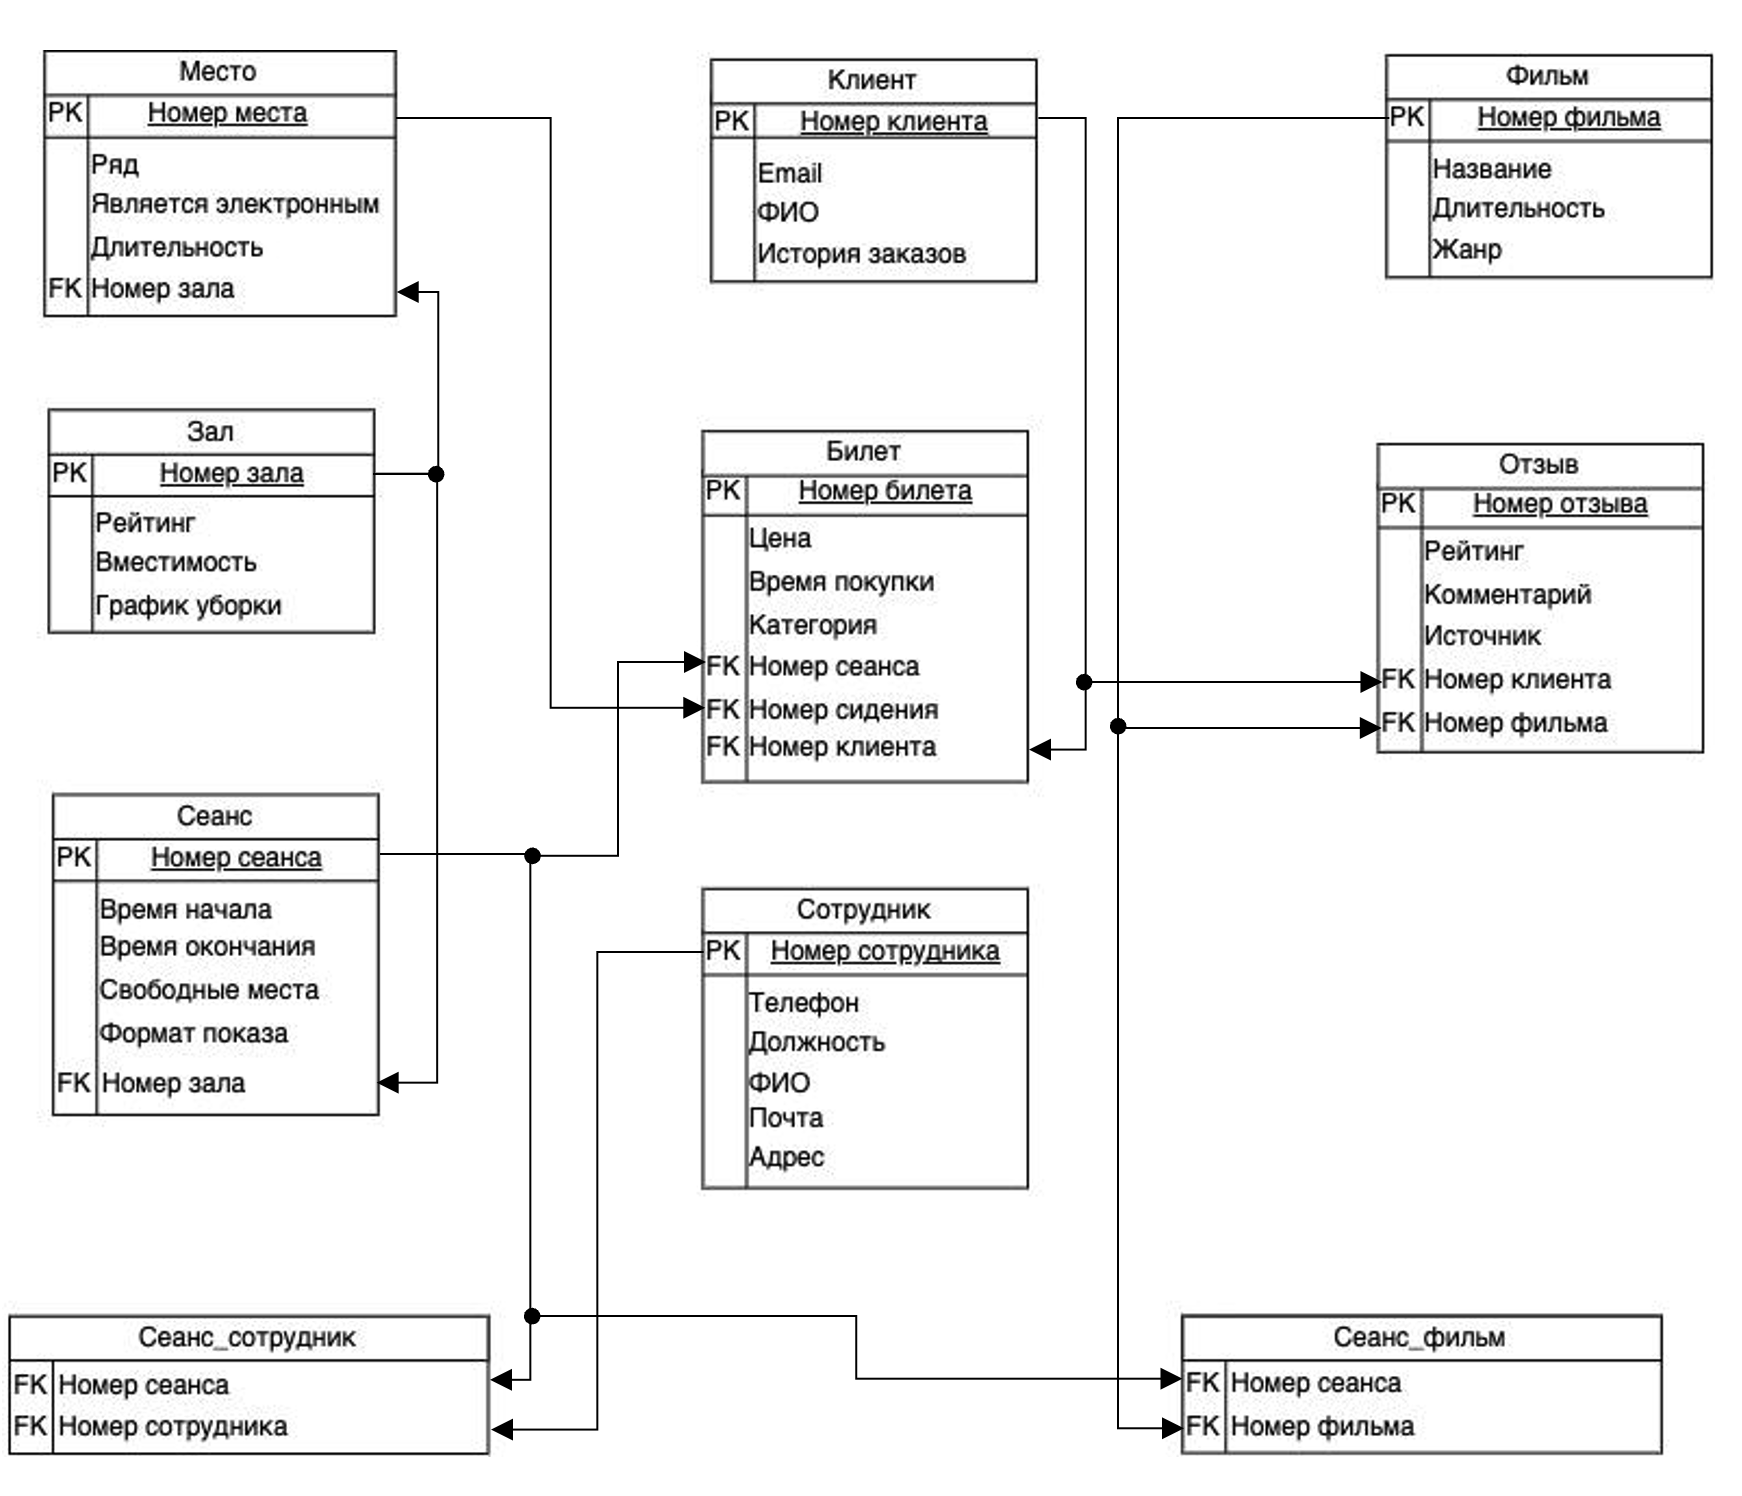 Место
PK Номер места
Ряд
Является электронным
Длительность
FK Номер зала
Клиент
PK Номер клиента
Email
ФИО
История заказов
Фильм
PK Номер фильма
Название
Длительность
Жанр
Зал
PK Номер зала
Рейтинг
Вместимость
График уборки
Билет
PK Номер билета
Цена
Время покупки
Категория
FK Номер сеанса
FK Номер сидения
FK Номер клиента
Отзыв
PK Номер отзыва
Рейтинг
Комментарий
Источник
FK Номер клиента
FK Номер фильма
Сеанс
PK Номер сеанса
Время начала
Время окончания
Свободные места
Формат показа
FK Номер зала
Сотрудник
PK Номер сотрудника
Телефон
Должность
ФИО
Почта
Адрес
Сеанс_сотрудник
FK Номер сеанса
FK Номер сотрудника
Сеанс_фильм
FK Номер сеанса
FK Номер фильма